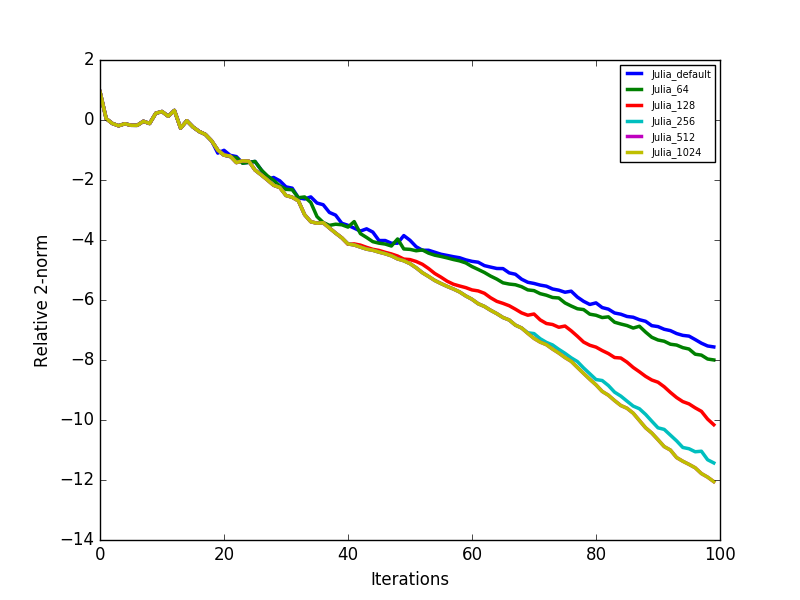 2
0
−2
−4
−6
−8
−10
−12
−14
0 20 40 60 80 100
Relative 2-norm
Iterations
Julia_default
Julia_64
Julia_128
Julia_256
Julia_512
Julia_1024